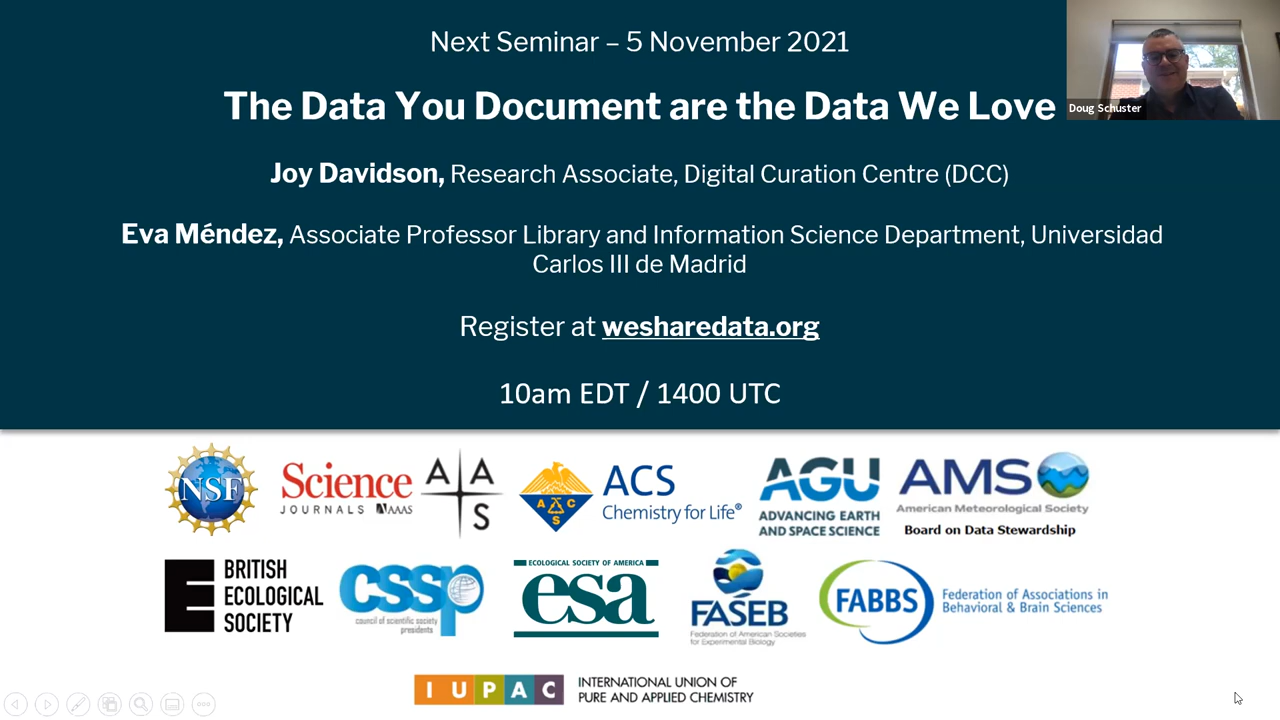 Next Seminar – 5 November 2021
The Data You Document are the Data We Love
Doug Schuster
Joy Davidson, Research Associate, Digital Curation Centre (DCC)
Eva Méndez, Associate Professor Library and Information Science Department, Universidad
Carlos III de Madrid
Register at wesharedata.org
10am EDT / 1400 UTC
NSF
Science
JOURNALS AAAS
A A
S
A C
S
ACS
Chemistry for Life®
AGU
ADVANCING EARTH
AND SPACE SCIENCE
AMS
American Meteorological Society
Board on Data Stewardship
BRITISH
ECOLOGICAL
SOCIETY
cssp
council of scientific society
presidents
ECOLOGICAL SOCIETY OF AMERICA
esa
FASEB
Federation of American Societies
for Experimental Biology
FABBS
Federation of Associations in
Behavioral & Brain Sciences
IUPAC
INTERNATIONAL UNION OF
PURE AND APPLIED CHEMISTRY